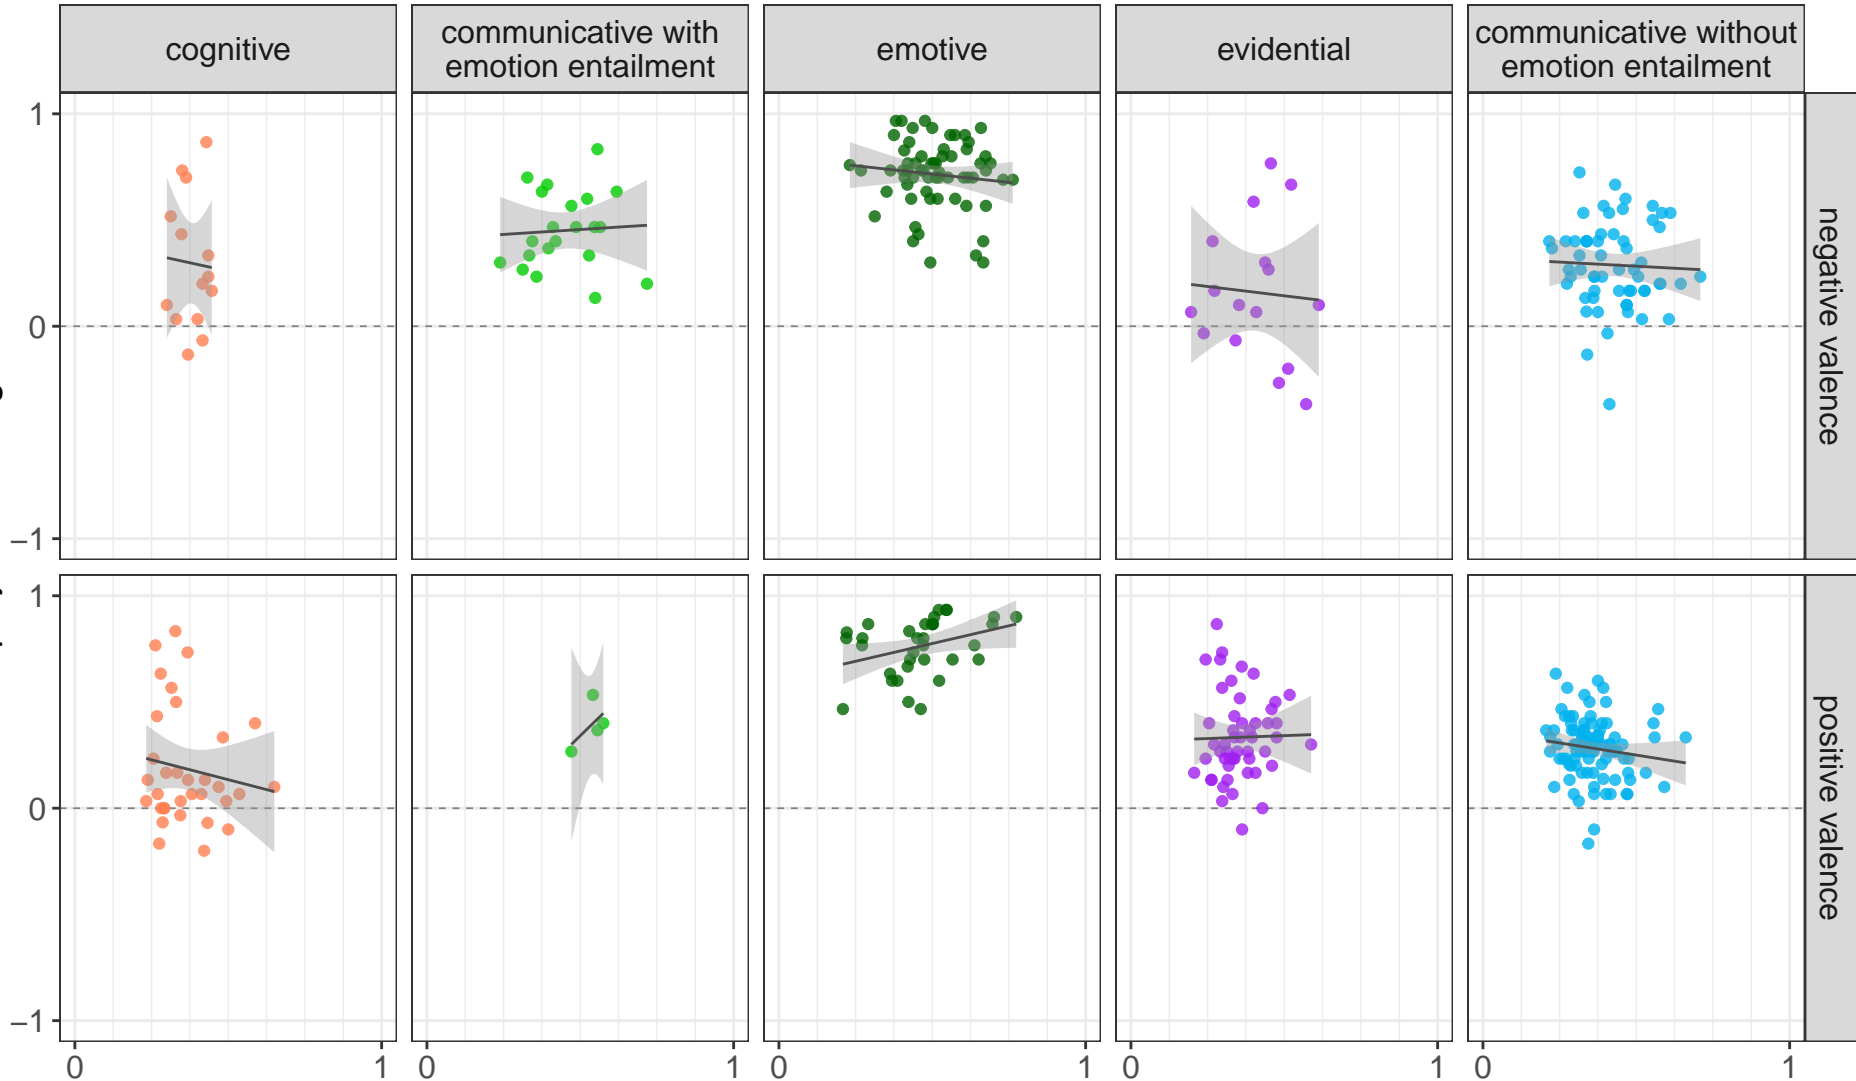 cognitive
communicative with
emotion entailment
emotive
evidential
communicative without
emotion entailment
1
0
−1
negative valence
1
0
−1
positive valence
0 1 0 1 0 1 0 1 0 1